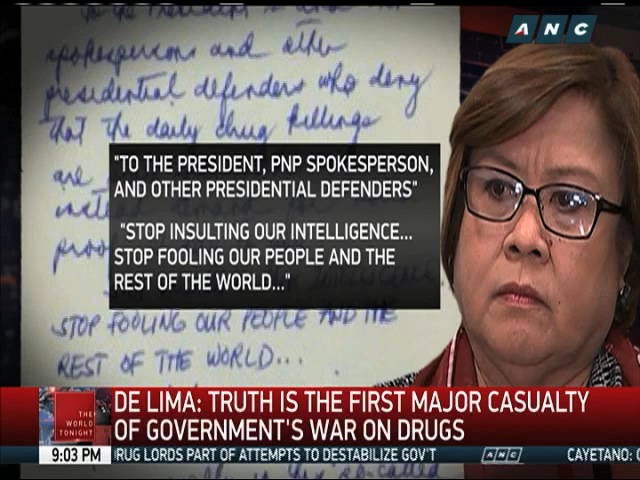 ANC
spokespersons and other
presidential defenders who deny
that the daily drug killings
are
"TO THE PRESIDENT, PNP SPOKESPERSON,
AND OTHER PRESIDENTIAL DEFENDERS"
"STOP INSULTING OUR INTELLIGENCE...
STOP FOOLING OUR PEOPLE AND THE
REST OF THE WORLD..."
STOP FOOLING OUR PEOPLE AND THE
REST OF THE WORLD...
THE
WORLD
TONIGHT
DE LIMA: TRUTH IS THE FIRST MAJOR CASUALTY
OF GOVERNMENT'S WAR ON DRUGS
9:03 PM
RUG LORDS PART OF ATTEMPTS TO DESTABILIZE GOV'T ANC CAYETANO: C